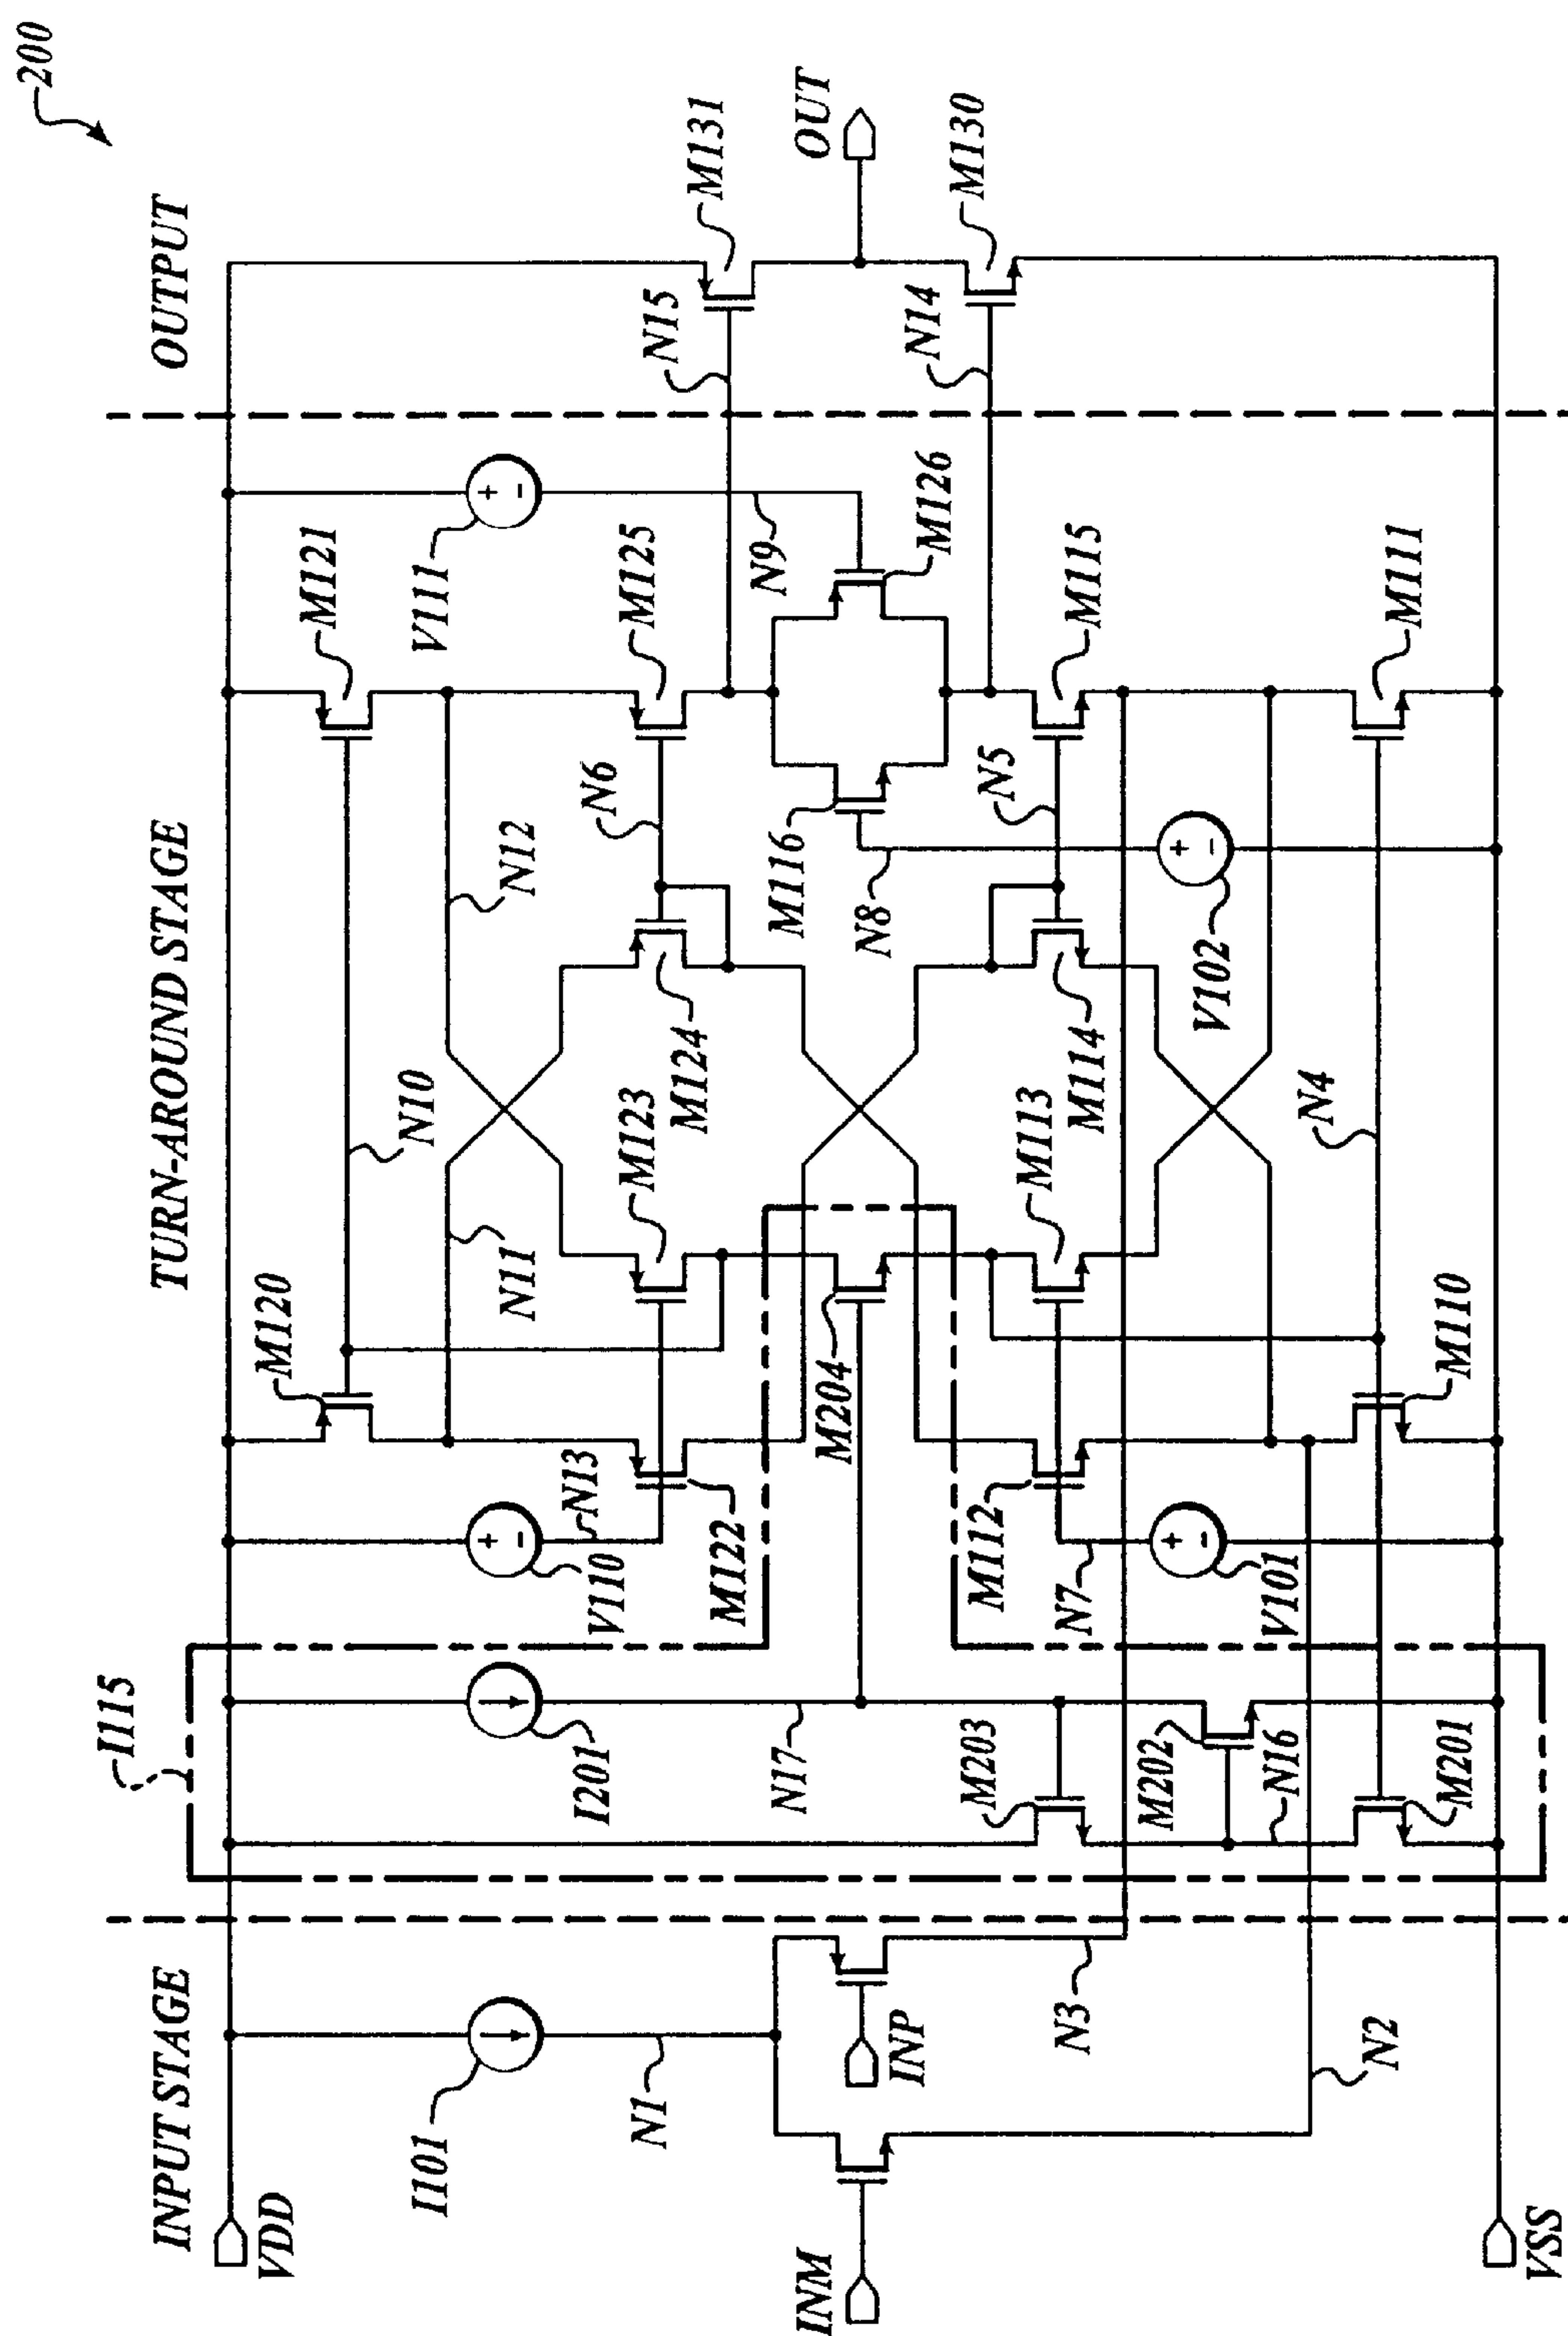 200
INPUT STAGE
TURN-AROUND STAGE
OUTPUT
VDD
I101
N1
INM
INP
N3
N2
VSS
I115
I201
N17
M203
M202
N16
M201
V110
N13
M122
M112
N7
V101
M120
N10
N11
N12
M123
M204
M113
M110
N4
M124
M114
N6
M116
N8
N5
V102
M121
V111
M125
N9
M126
M115
M111
N15
N14
M131
OUT
M130